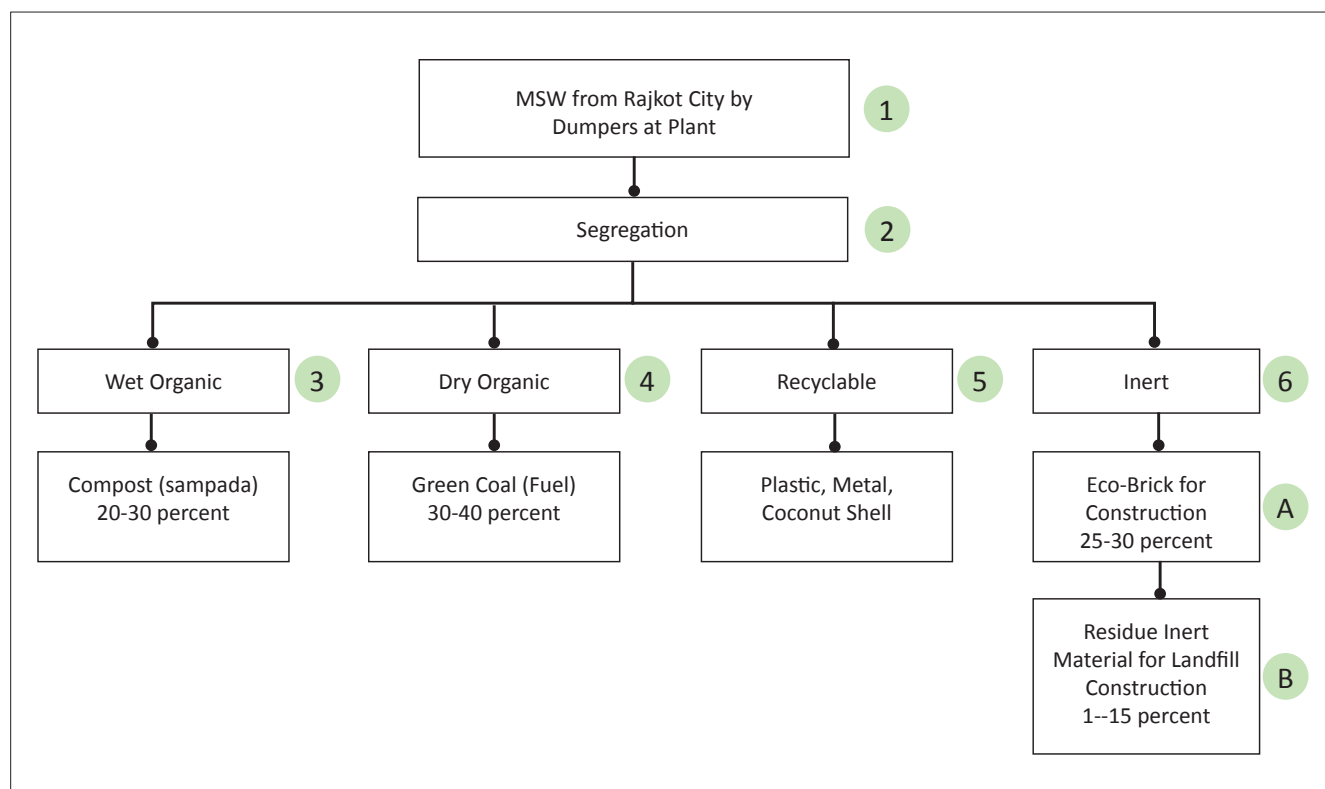 MSW from Rajkot City by
Dumpers at Plant
1
Segregation
2
Wet Organic
3
Dry Organic
4
Recyclable
5
Inert
6
Compost (sampada)
20-30 percent
Green Coal (Fuel)
30-40 percent
Plastic, Metal,
Coconut Shell
Eco-Brick for
Construction
25-30 percent
A
Residue Inert
Material for Landfill
Construction
1--15 percent
B